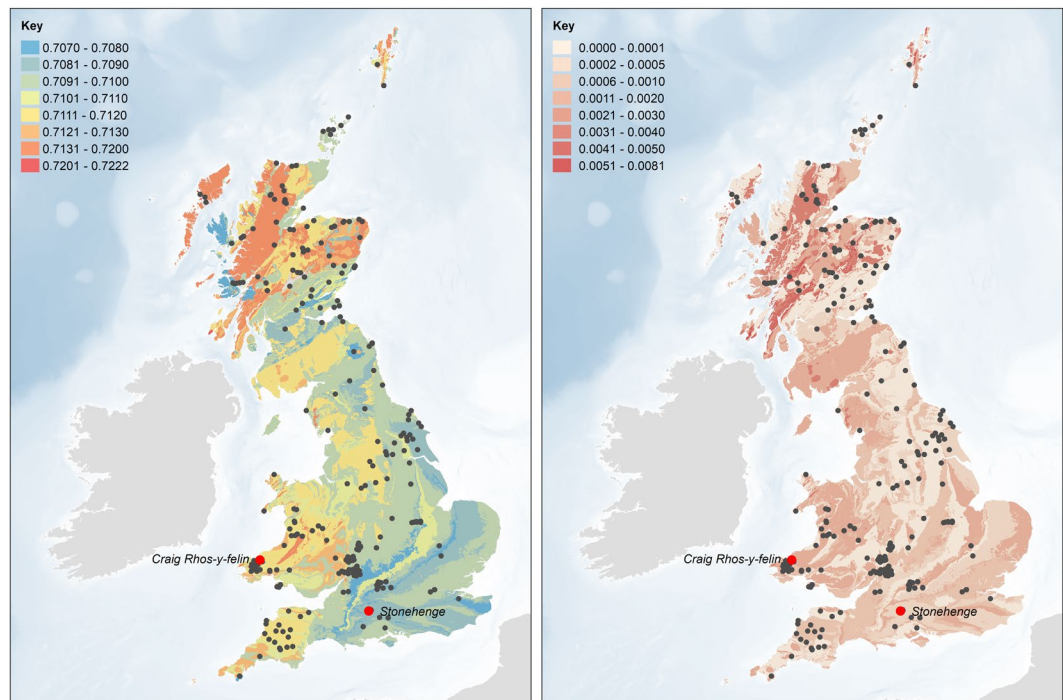 Key
0.7070 - 0.7080
0.7081 - 0.7090
0.7091 - 0.7100
0.7101 - 0.7110
0.7111 - 0.7120
0.7121 - 0.7130
0.7131 - 0.7200
0.7201 - 0.7222
Craig Rhos-y-felin
Stonehenge
Key
0.0000 - 0.0001
0.0002 - 0.0005
0.0006 - 0.0010
0.0011 - 0.0020
0.0021 - 0.0030
0.0031 - 0.0040
0.0041 - 0.0050
0.0051 - 0.0081
Craig Rhos-y-felin
Stonehenge